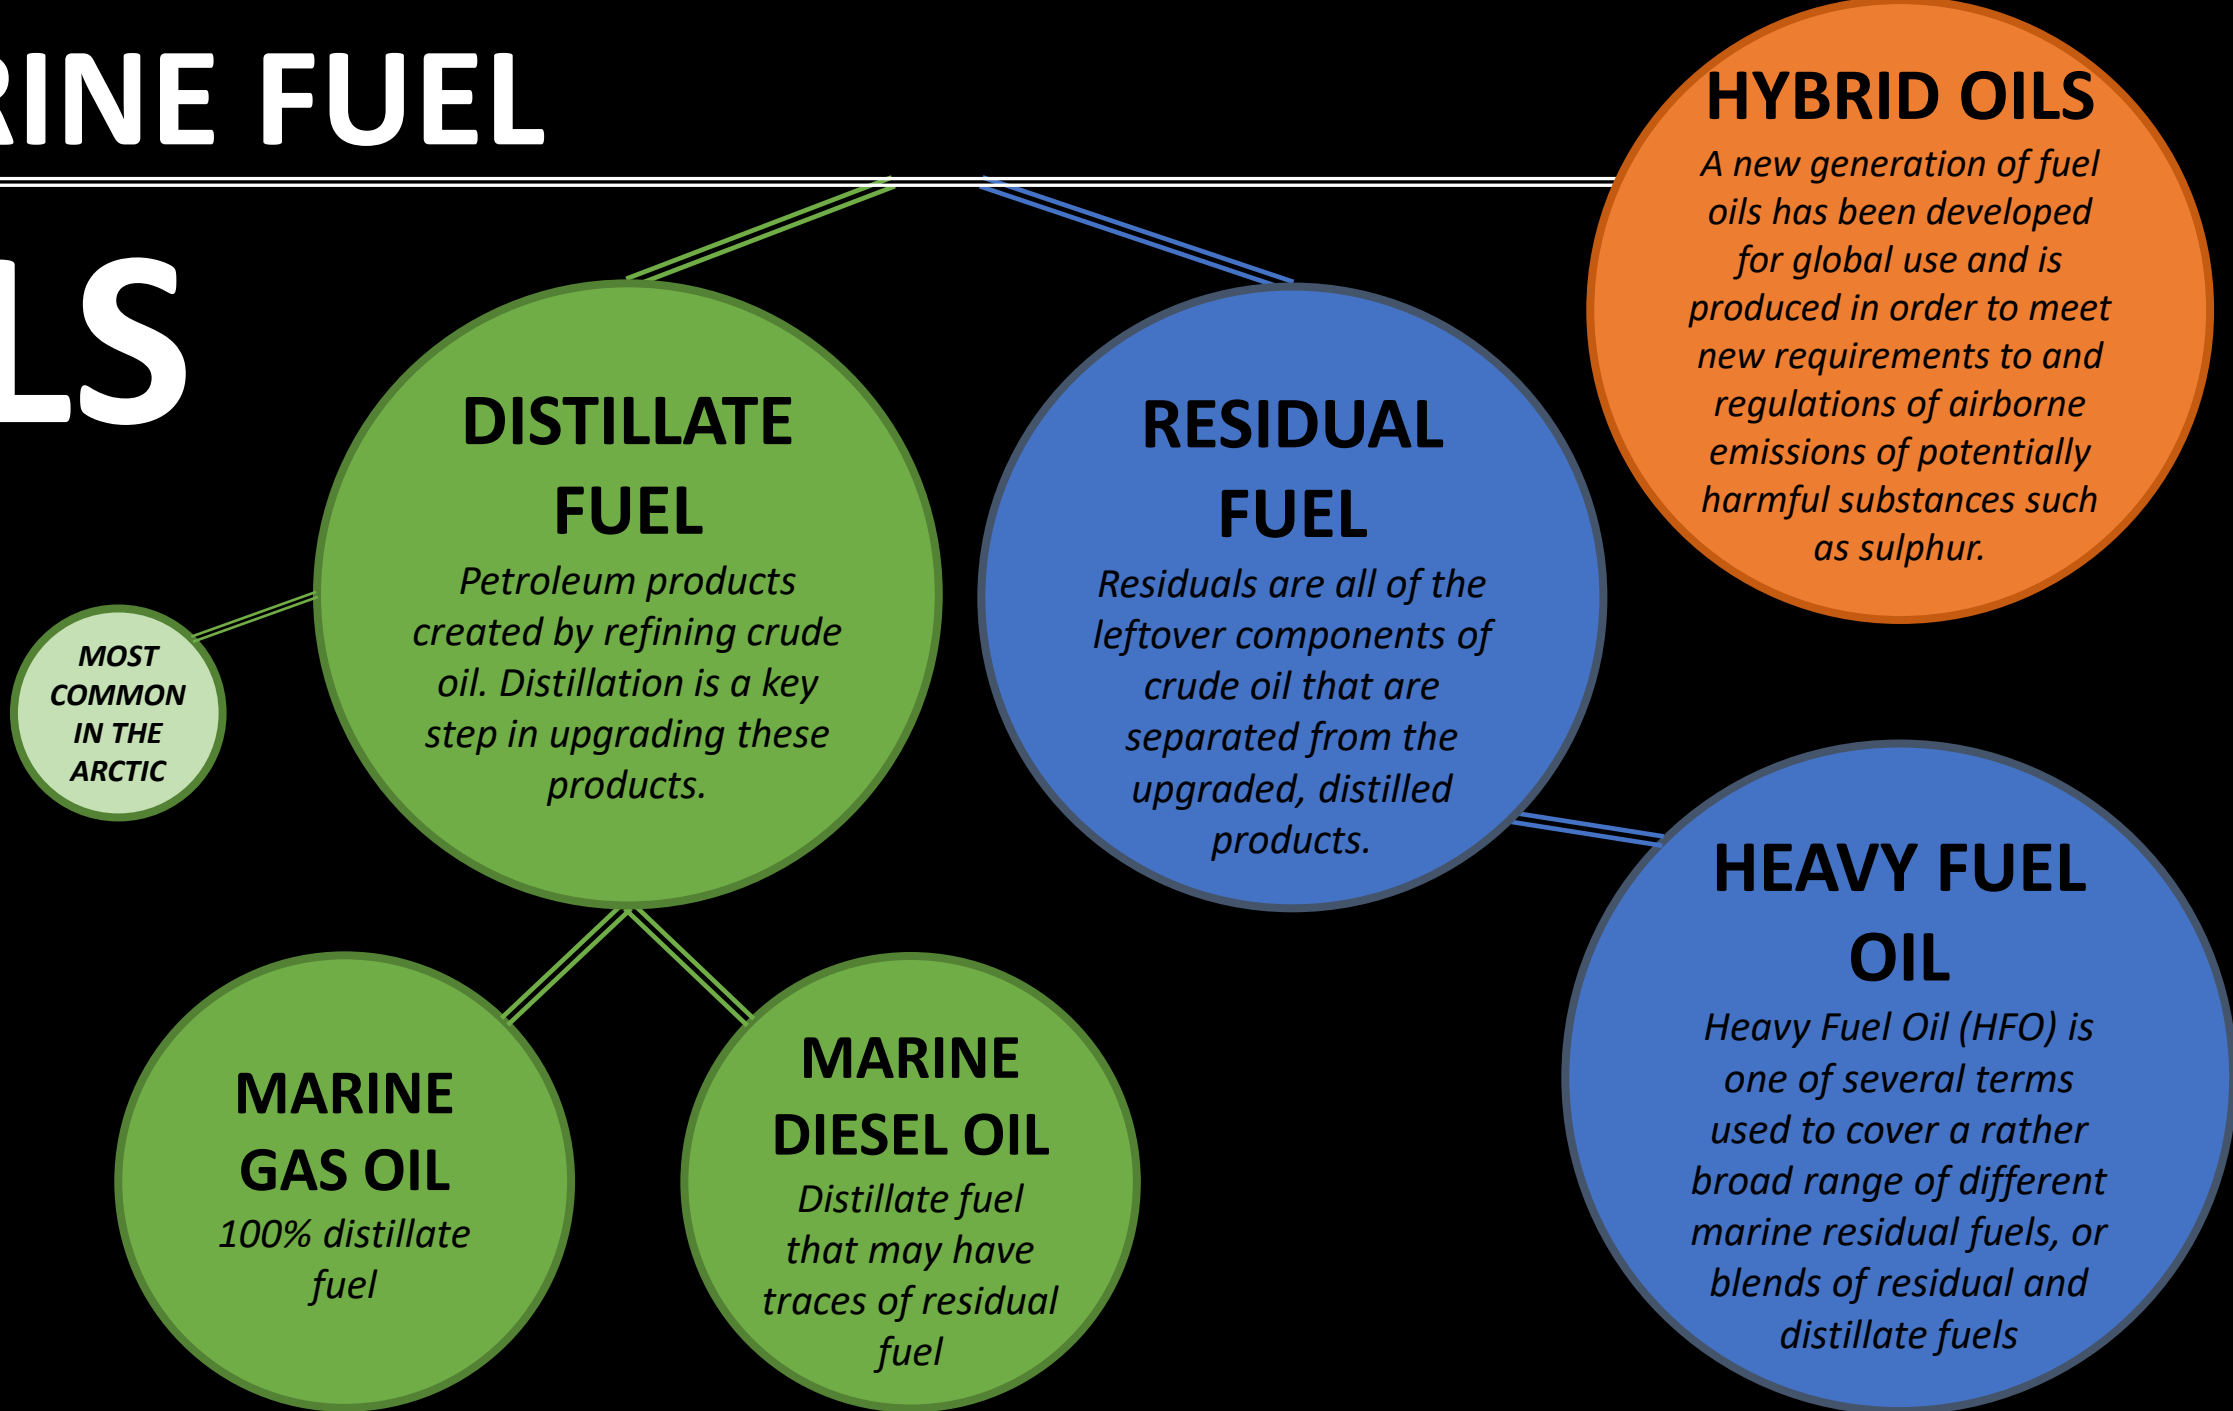 RINE FUEL
LS
HYBRID OILS
A new generation of fuel
oils has been developed
for global use and is
produced in order to meet
new requirements to and
regulations of airborne
emissions of potentially
harmful substances such
as sulphur.
DISTILLATE
FUEL
Petroleum products
created by refining crude
oil. Distillation is a key
step in upgrading these
products.
RESIDUAL
FUEL
Residuals are all of the
leftover components of
crude oil that are
separated from the
upgraded, distilled
products.
MOST
COMMON
IN THE
ARCTIC
HEAVY FUEL
OIL
Heavy Fuel Oil (HFO) is
one of several terms
used to cover a rather
broad range of different
marine residual fuels, or
blends of residual and
distillate fuels
MARINE
GAS OIL
100% distillate
fuel
MARINE
DIESEL OIL
Distillate fuel
that may have
traces of residual
fuel